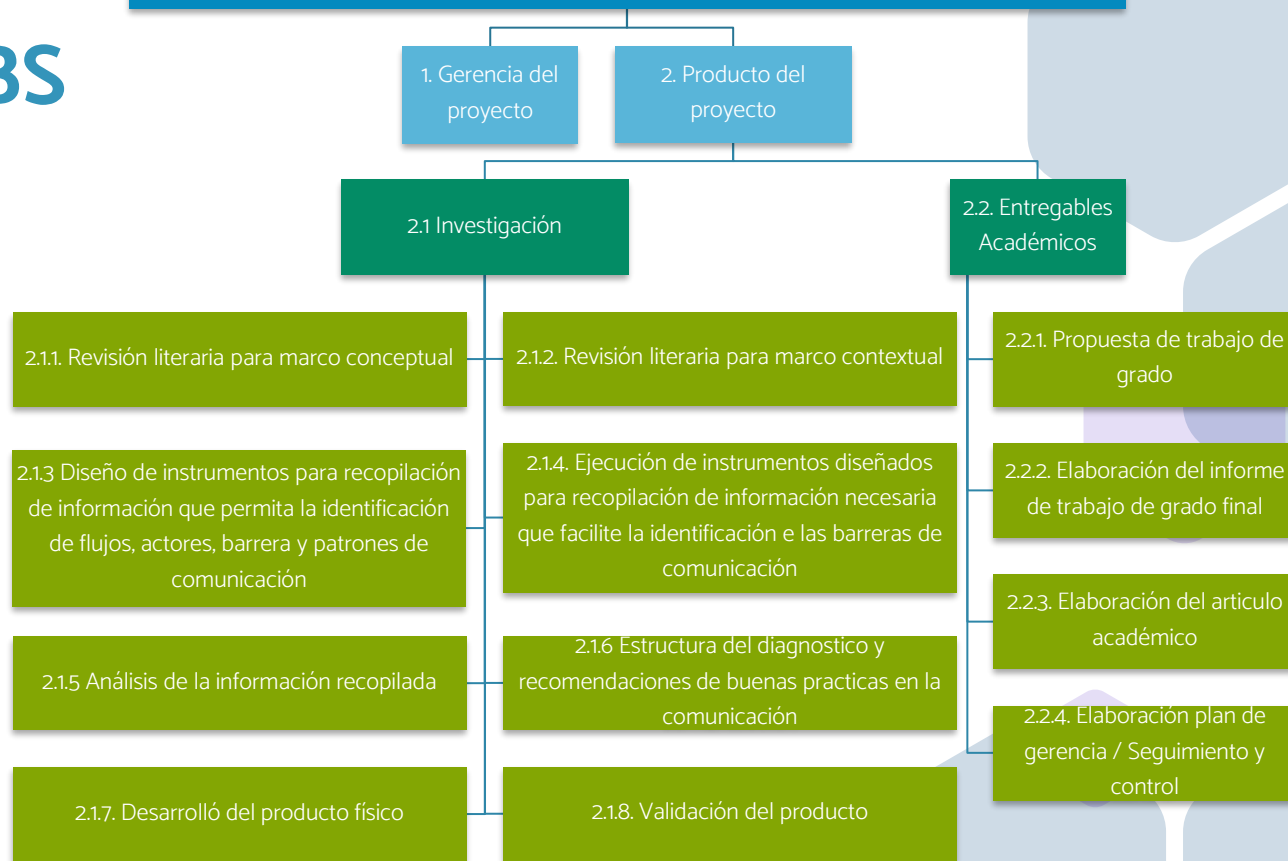 BS
1. Gerencia del
proyecto
2. Producto del
proyecto
2.1 Investigación
2.2. Entregables
Académicos
2.1.1. Revisión literaria para marco conceptual
2.1.2. Revisión literaria para marco contextual
2.2.1. Propuesta de trabajo de
grado
2.1.3 Diseño de instrumentos para recopilación
de información que permita la identificación
de flujos, actores, barrera y patrones de
comunicación
2.1.4. Ejecución de instrumentos diseñados
para recopilación de información necesaria
que facilite la identificación e las barreras de
comunicación
2.2.2. Elaboración del informe
de trabajo de grado final
2.2.3. Elaboración del articulo
académico
2.1.5 Análisis de la información recopilada
2.1.6 Estructura del diagnostico y
recomendaciones de buenas practicas en la
comunicación
2.2.4. Elaboración plan de
gerencia / Seguimiento y
control
2.1.7. Desarrolló del producto físico
2.1.8. Validación del producto